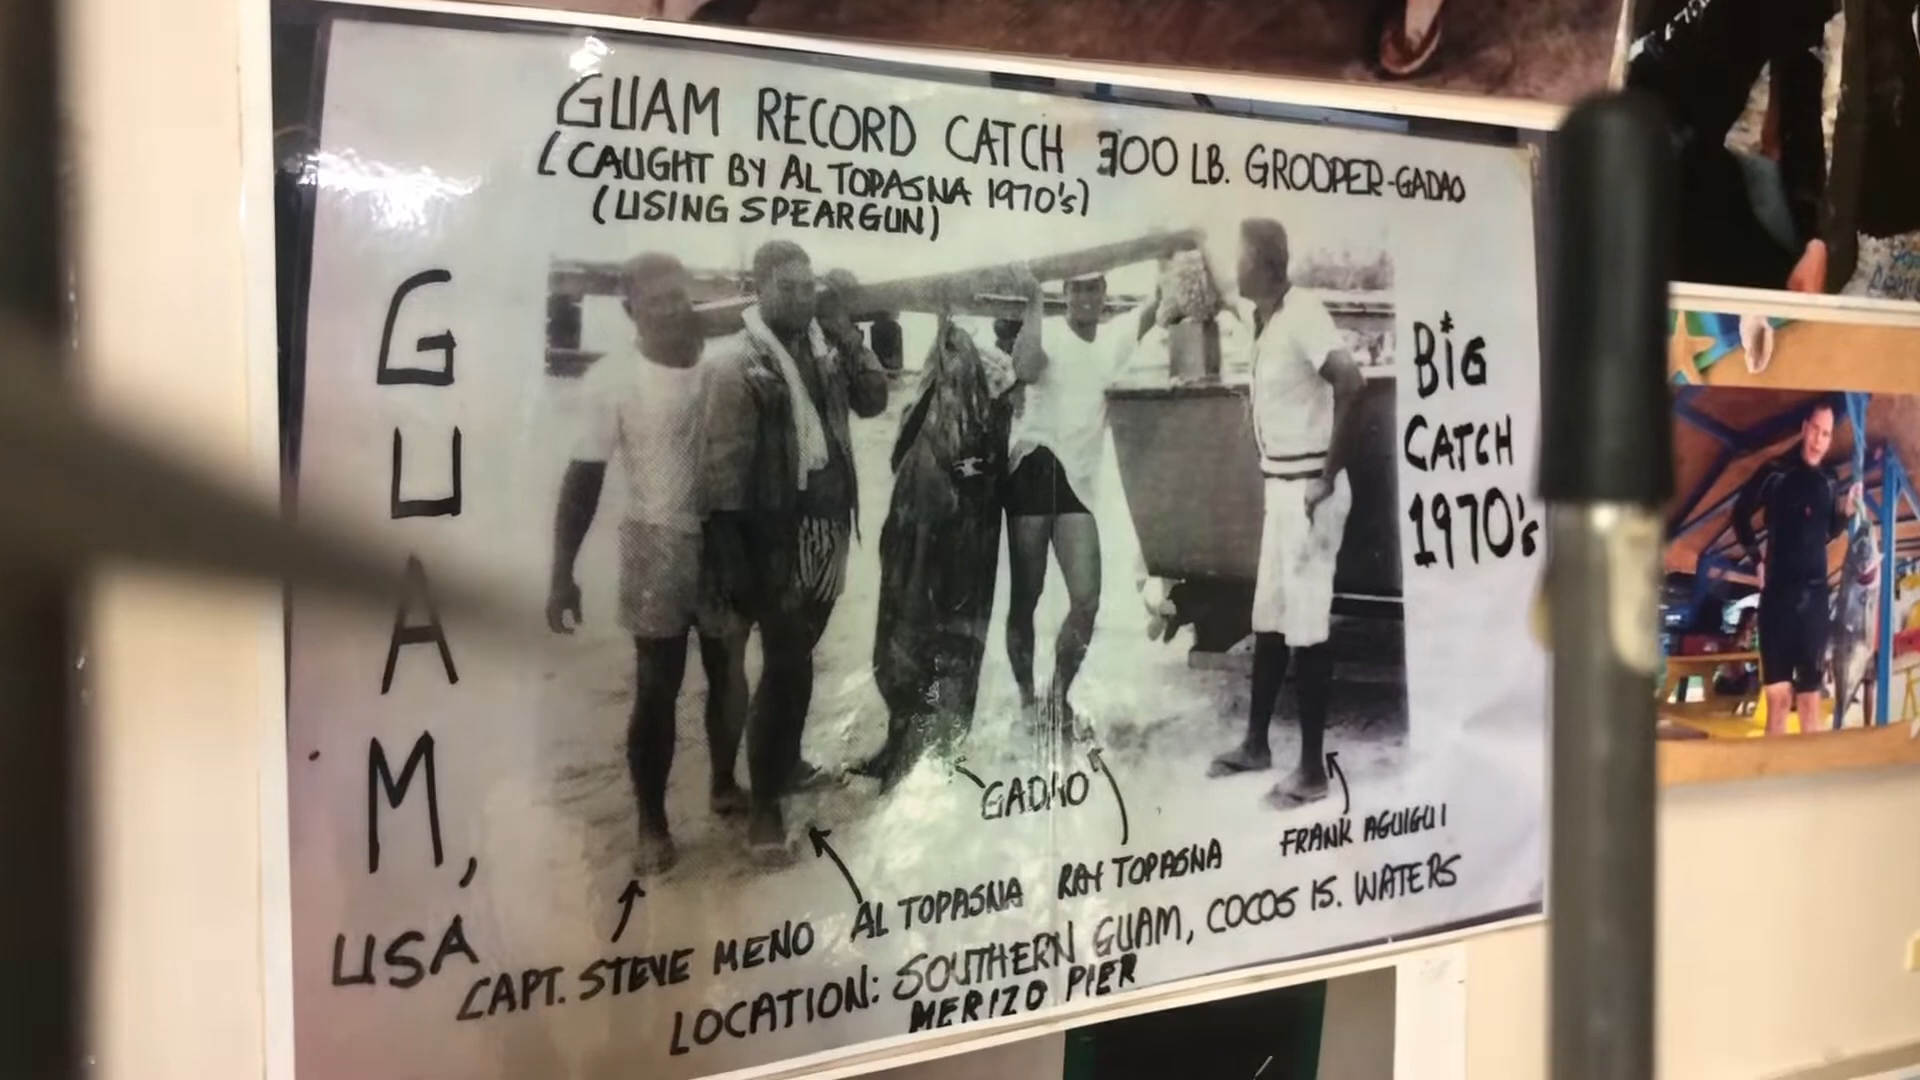 GUAM RECORD CATCH 300 LB. GROOPER-GADAO
(CAUGHT BY AL TOPASNA 1970's)
(USING SPEARGUN)
GUAM,
USA
BIG
CATCH
1970's
GADAO
CAPT. STEVE MENO
AL TOPASNA
RAY TOPASNA
FRANK AGUIGUI
LOCATION: SOUTHERN GUAM, COCOS IS. WATERS
MERIZO PIER